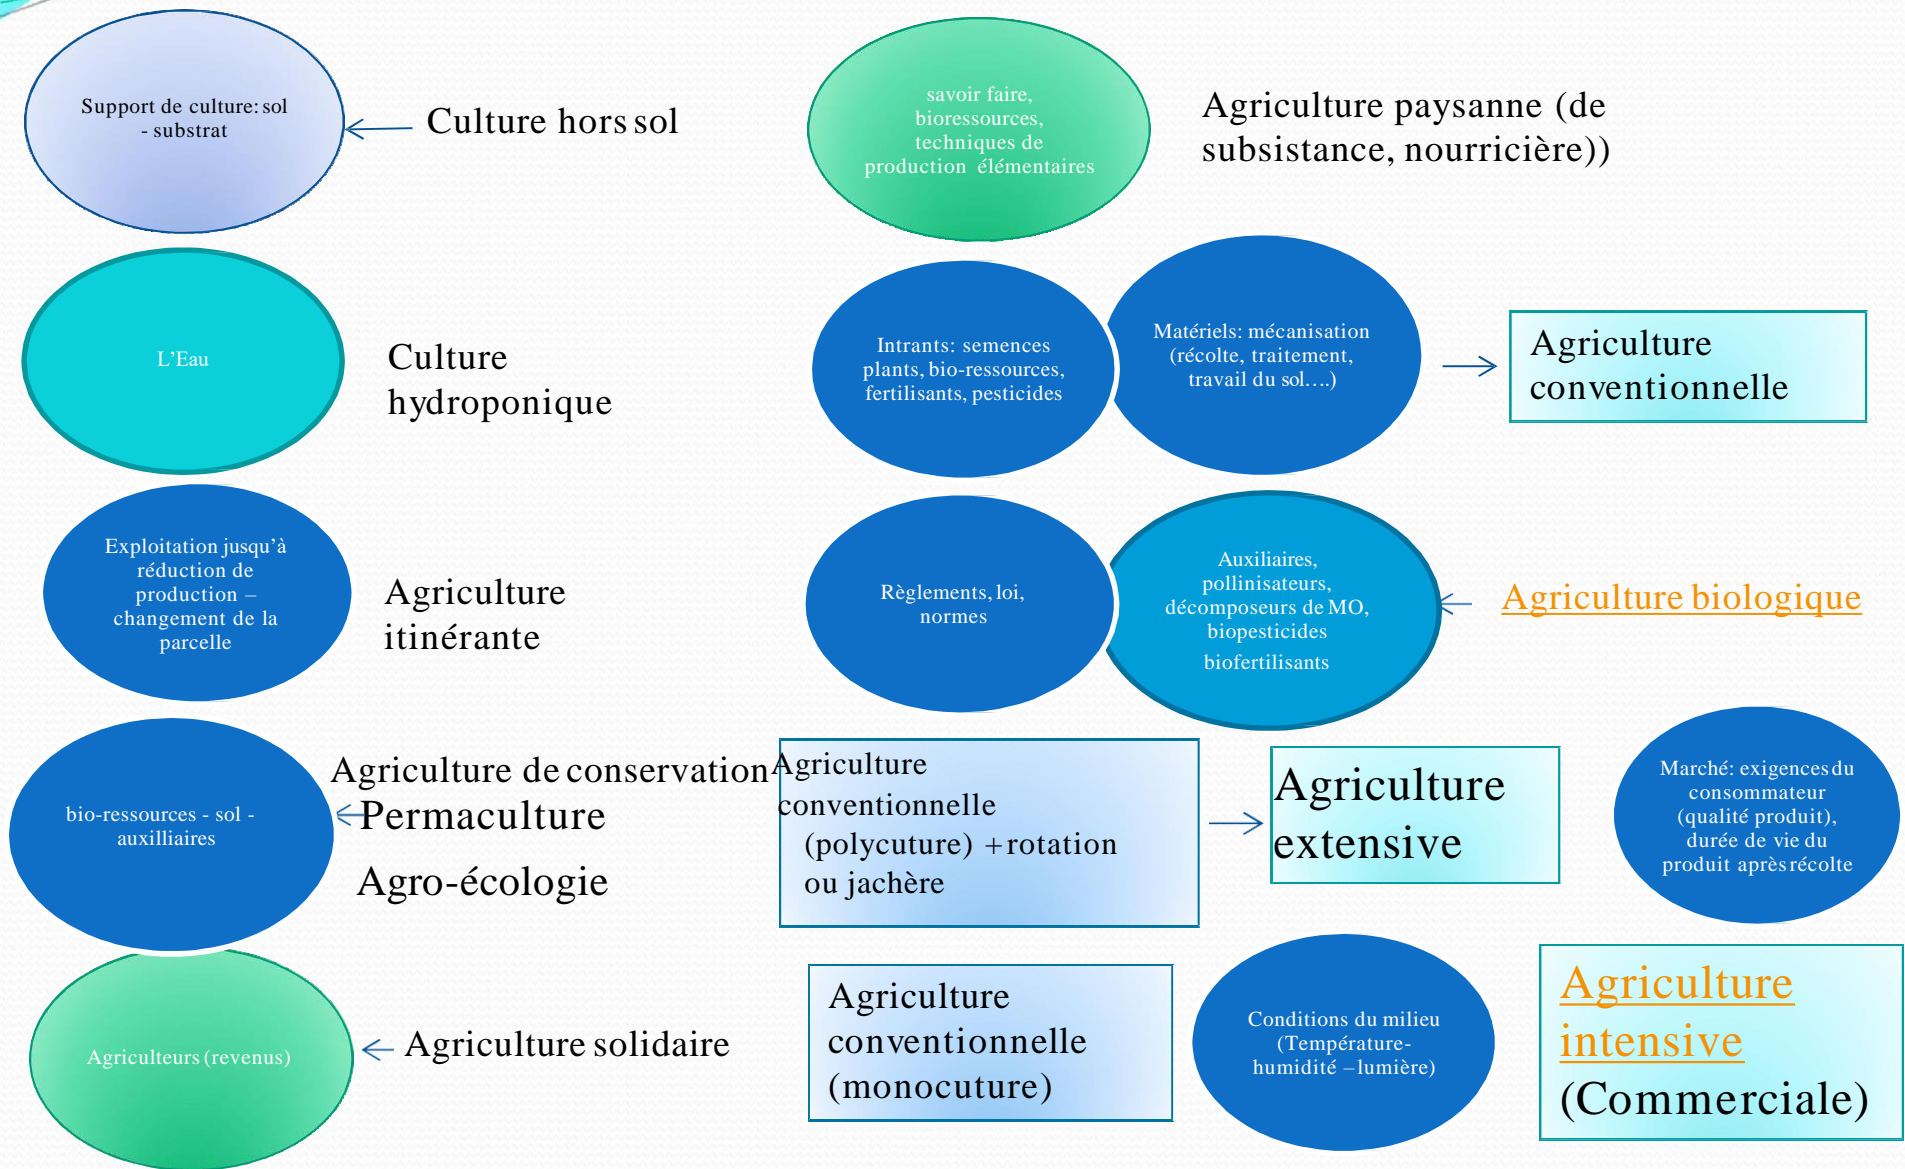 Support de culture: sol
- substrat
Culture hors sol
savoir faire,
bioressources,
techniques de
production élémentaires
Agriculture paysanne (de
subsistance, nourricière))
L’Eau
Culture
hydroponique
Intrants: semences
plants, bio-ressources,
fertilisants, pesticides
Matériels: mécanisation
(récolte, traitement,
travail du sol….)
Agriculture
conventionnelle
Exploitation jusqu’à
réduction de
production –
changement de la
parcelle
Agriculture
itinérante
Règlements, loi,
normes
Auxiliaires,
pollinisateurs,
décomposeurs de MO,
biopesticides
biofertilisants
Agriculture biologique
bio-ressources - sol -
auxilliaires
Agriculture de conservation
Permaculture
Agro-écologie
Agriculture
conventionnelle
(polycuture) + rotation
ou jachère
Agriculture
extensive
Marché: exigences du
consommateur
(qualité produit),
durée de vie du
produit après récolte
Agriculteurs (revenus)
Agriculture solidaire
Agriculture
conventionnelle
(monocuture)
Conditions du milieu
(Température-
humidité – lumière)
Agriculture
intensive
(Commerciale)